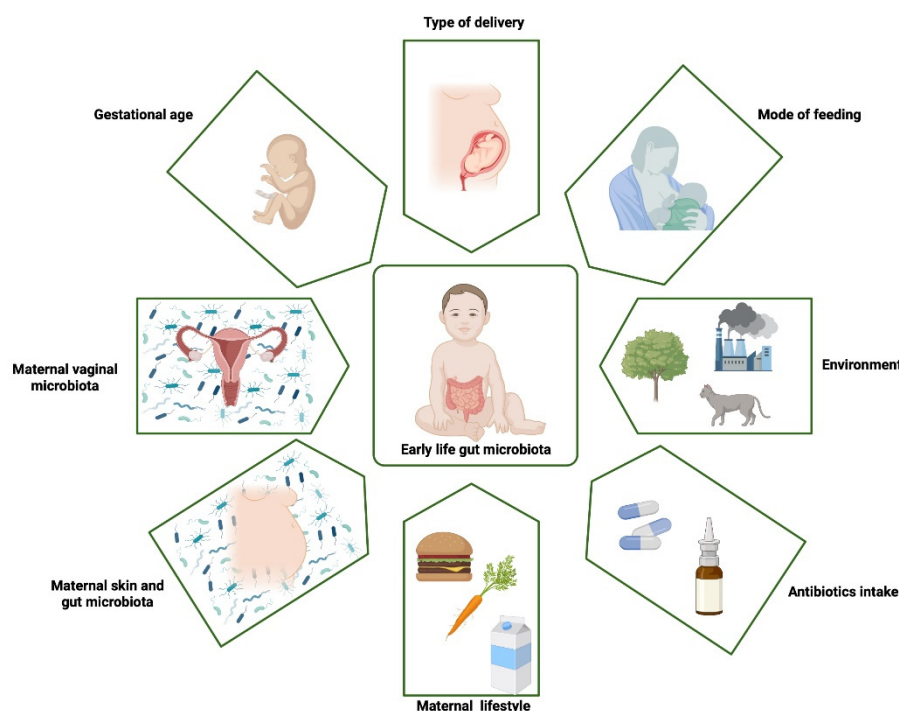 Type of delivery
Gestational age
Mode of feeding
Maternal vaginal
microbiota
Environment
Early life gut microbiota
Maternal skin and
gut microbiota
Antibiotics intake
Maternal lifestyle